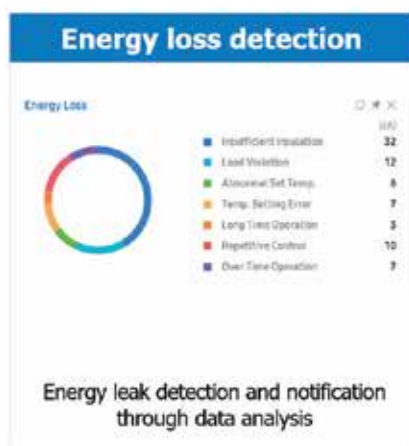 Energy loss detection
Energy Loss
Insufficient Insulation 32
Load Violation 12
Abnormal Set Temp. 6
Temp. Setting Error 7
Long Time Operation 3
Repetitive Control 10
Over Time Operation 7
Energy leak detection and notification
through data analysis